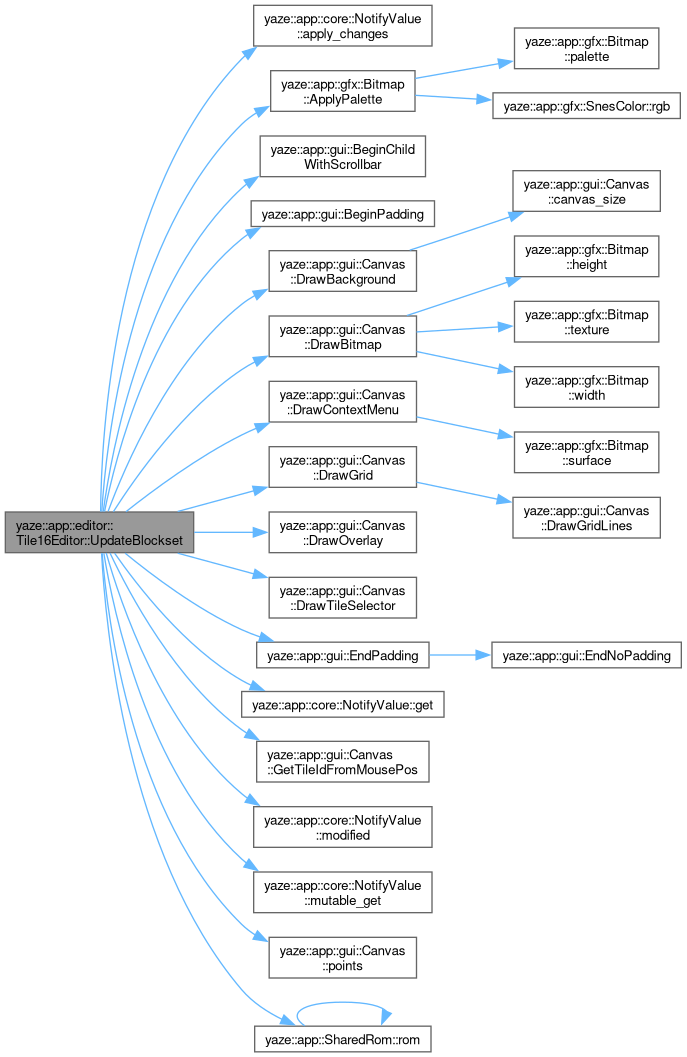 yaze::app::core::NotifyValue
::apply_changes
yaze::app::gfx::Bitmap
::palette
yaze::app::gfx::Bitmap
::ApplyPalette
yaze::app::gfx::SnesColor::rgb
yaze::app::gui::BeginChild
WithScrollbar
yaze::app::gui::Canvas
::canvas_size
yaze::app::gui::BeginPadding
yaze::app::gui::Canvas
::DrawBackground
yaze::app::gfx::Bitmap
::height
yaze::app::gui::Canvas
::DrawBitmap
yaze::app::gfx::Bitmap
::texture
yaze::app::gfx::Bitmap
::width
yaze::app::gui::Canvas
::DrawContextMenu
yaze::app::gfx::Bitmap
::surface
yaze::app::gui::Canvas
::DrawGrid
yaze::app::gui::Canvas
::DrawGridLines
yaze::app::editor::
Tile16Editor::UpdateBlockset
yaze::app::gui::Canvas
::DrawOverlay
yaze::app::gui::Canvas
::DrawTileSelector
yaze::app::gui::EndPadding
yaze::app::gui::EndNoPadding
yaze::app::core::NotifyValue::get
yaze::app::gui::Canvas
::GetTileIdFromMousePos
yaze::app::core::NotifyValue
::modified
yaze::app::core::NotifyValue
::mutable_get
yaze::app::gui::Canvas
::points
yaze::app::SharedRom::rom